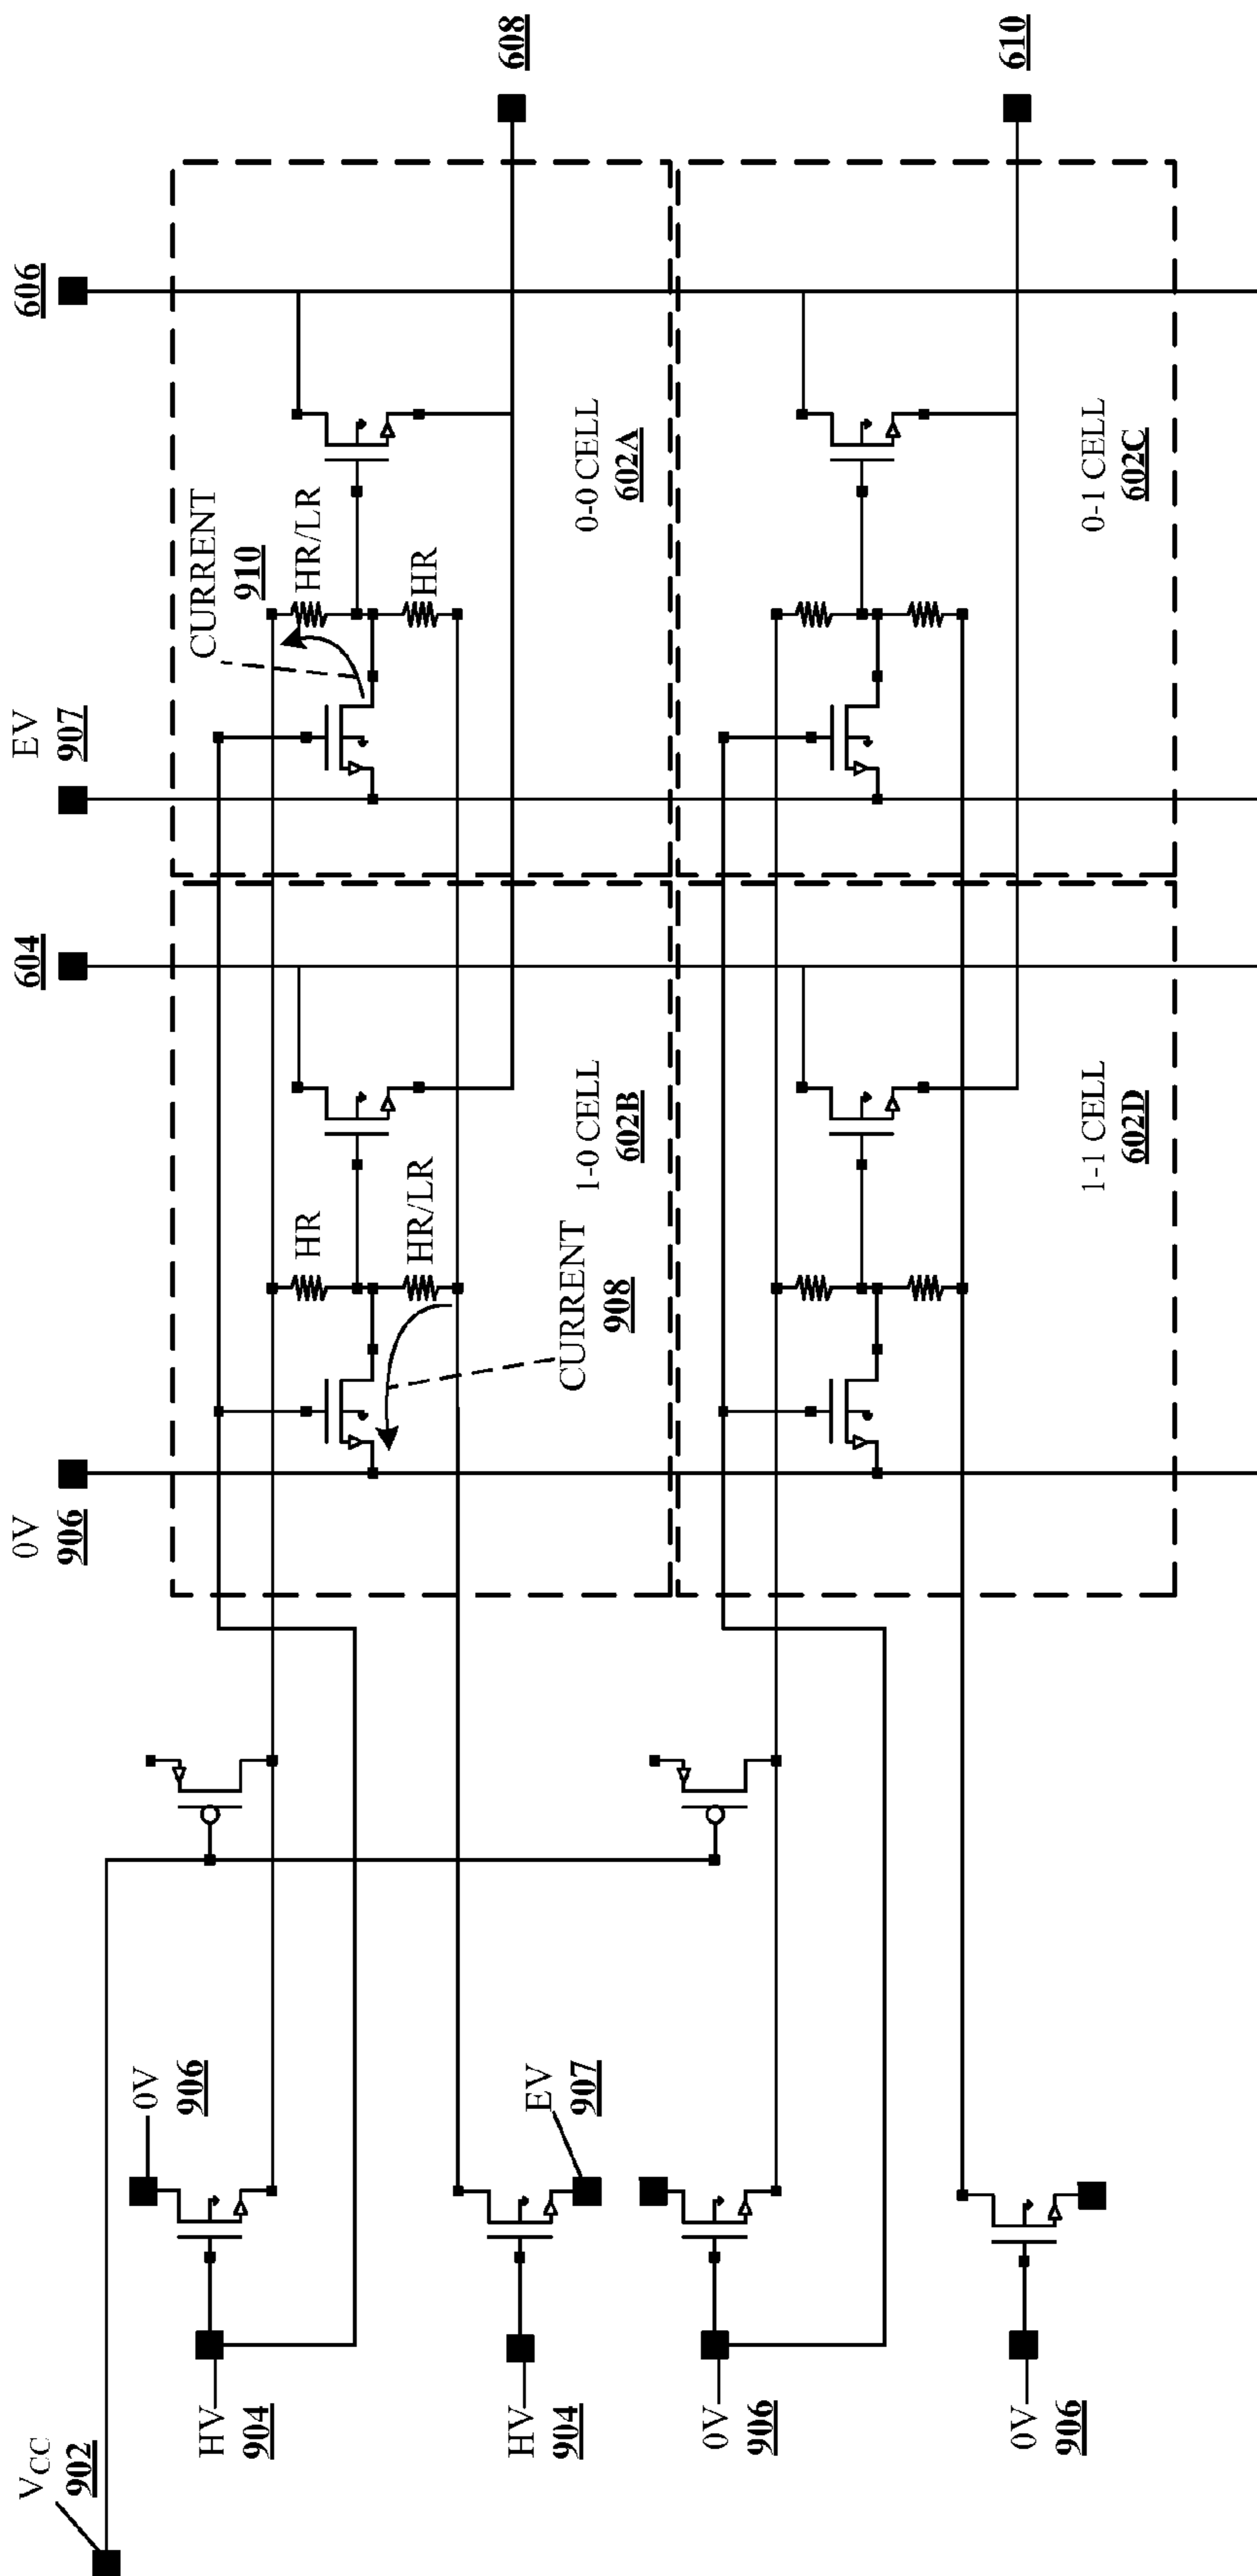 608
610
606
0-0 CELL
602A
0-1 CELL
602C
CURRENT
910
HR/LR
HR
EV
907
604
1-0 CELL
602B
1-1 CELL
602D
HR
HR/LR
CURRENT
908
0V
906
0V
906
EV
907
VCC
902
HV
904
HV
904
0V
906
0V
906